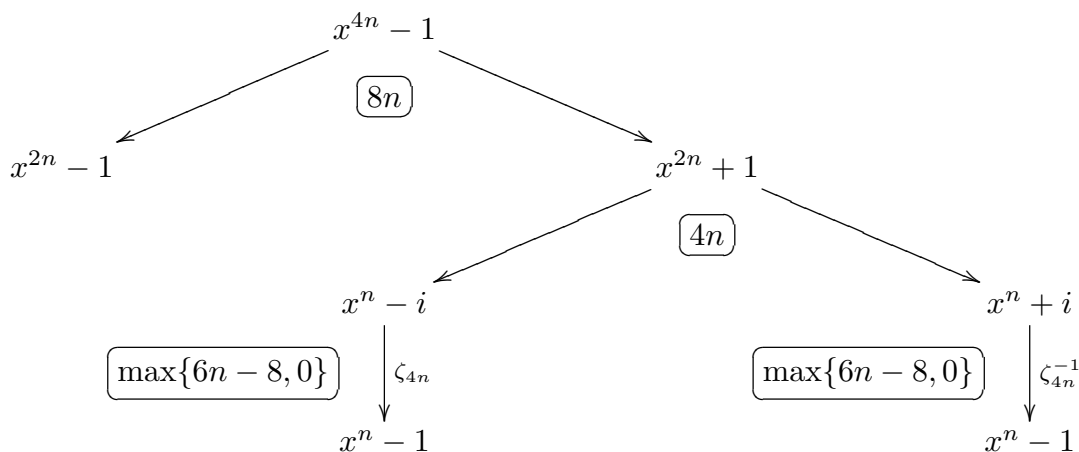 x^{4n} − 1
8n
x^{2n} − 1 x^{2n} + 1
4n
x^n − i x^n + i
max{6n − 8, 0} ζ_{4n} max{6n − 8, 0} ζ_{4n}^{−1}
x^n − 1 x^n − 1